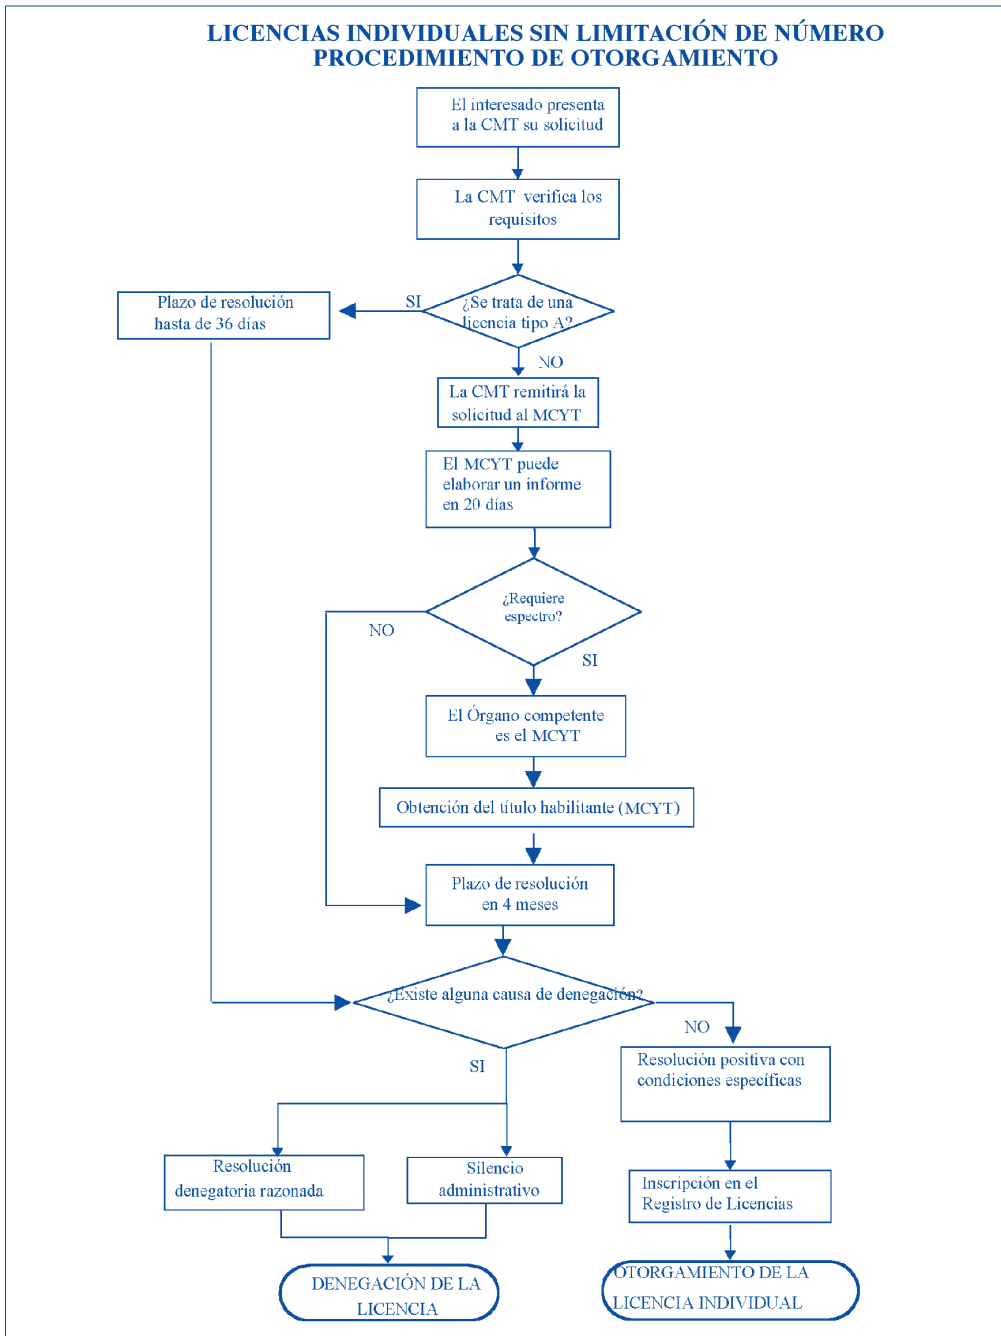 LICENCIAS INDIVIDUALES SIN LIMITACIÓN DE NÚMERO
PROCEDIMIENTO DE OTORGAMIENTO
El interesado presenta
a la CMT su solicitud
La CMT verifica los
requisitos
¿Se trata de una
licencia tipo A?
SI
Plazo de resolución
hasta de 36 días
NO
La CMT remitirá la
solicitud al MCYT
El MCYT puede
elaborar un informe
en 20 días
¿Requiere
espectro?
NO
SI
El Órgano competente
es el MCYT
Obtención del título habilitante (MCYT)
Plazo de resolución
en 4 meses
¿Existe alguna causa de denegación?
NO
SI
Resolución positiva con
condiciones específicas
Resolución
denegatoria razonada
Silencio
administrativo
Inscripción en el
Registro de Licencias
DENEGACIÓN DE LA
LICENCIA
OTORGAMIENTO DE LA
LICENCIA INDIVIDUAL